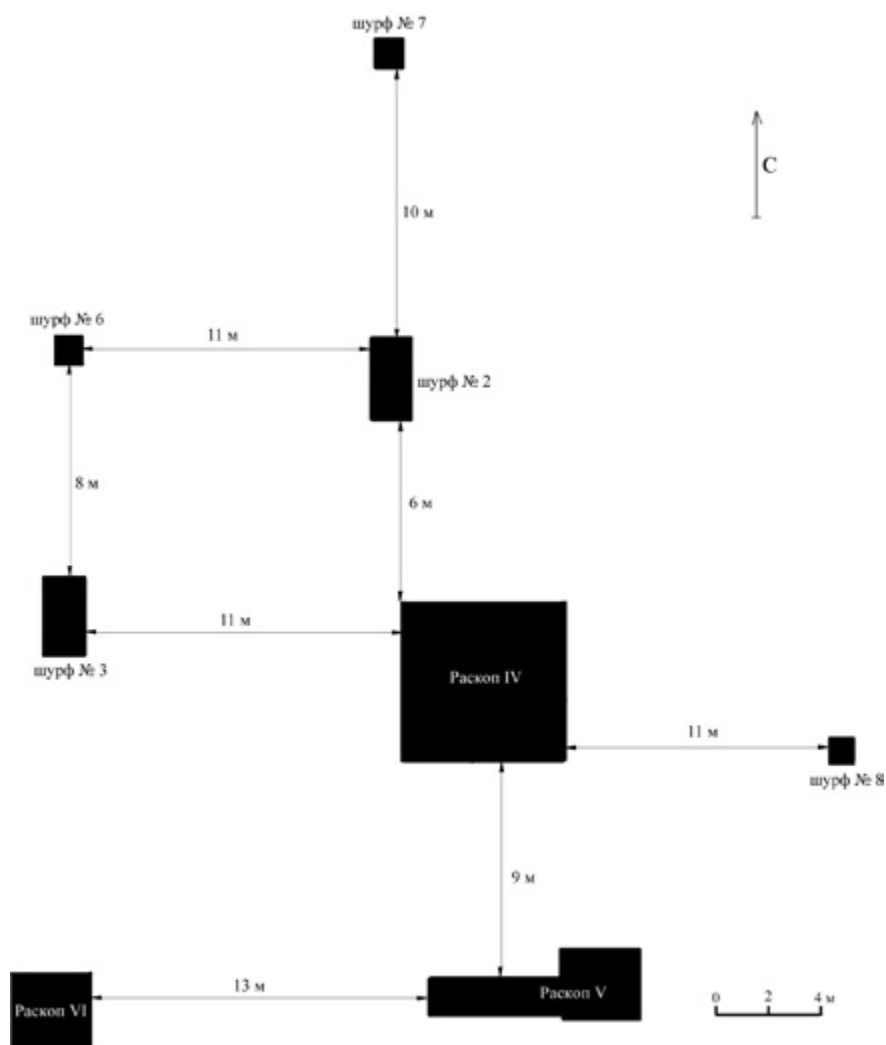 шурф № 7
С
10 м
шурф № 6
11 м
шурф № 2
8 м
6 м
11 м
шурф № 3
Раскоп IV
11 м
шурф № 8
9 м
13 м
Раскоп V
Раскоп VI
0 2 4 м